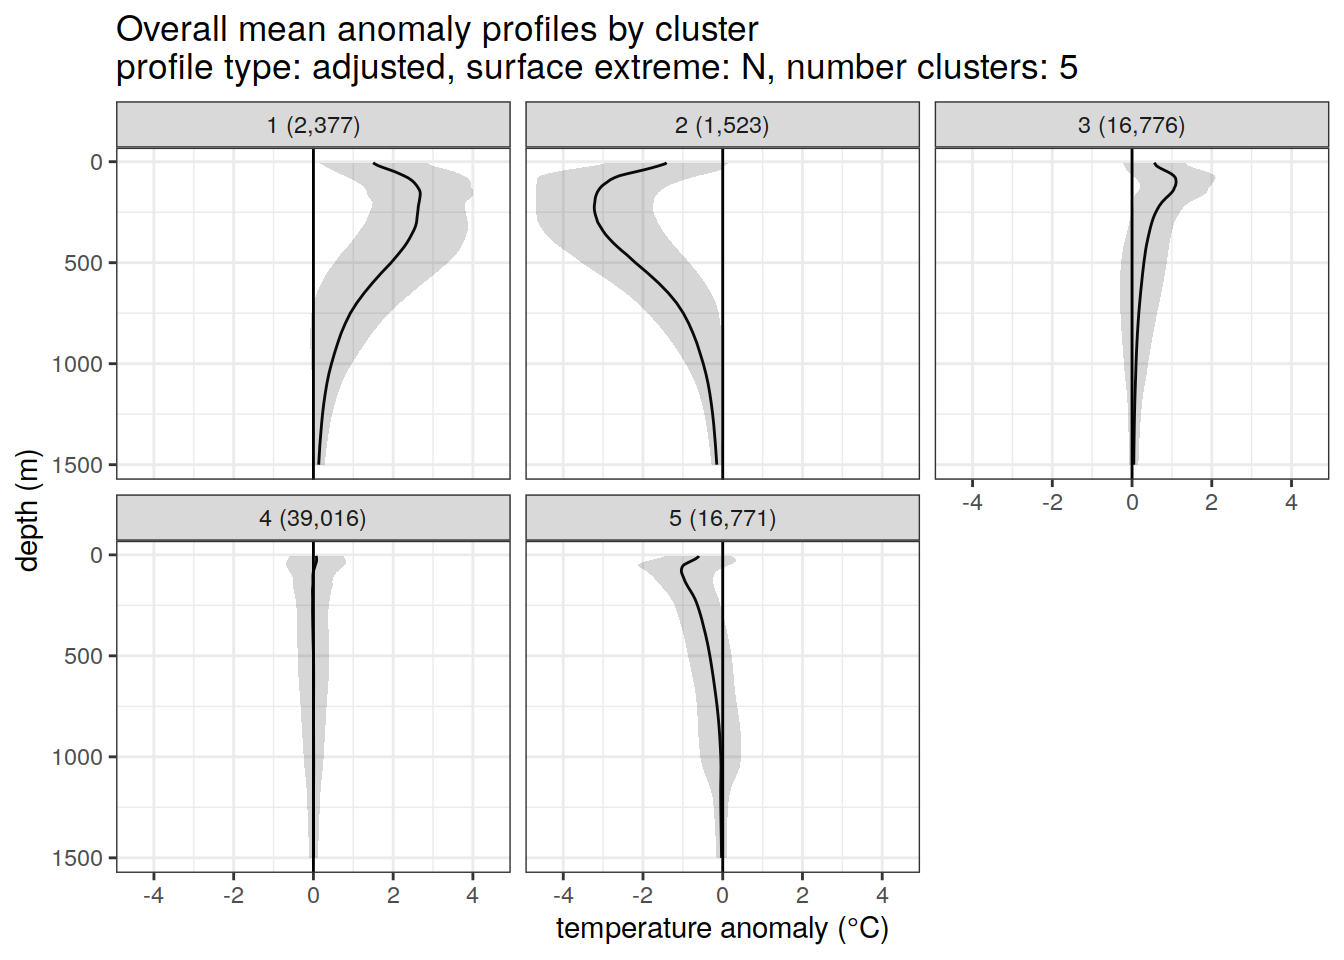 Overall mean anomaly profiles by cluster
profile type: adjusted, surface extreme: N, number clusters: 5
1 (2,377)
2 (1,523)
3 (16,776)
0
500
1000
1500
-4 -2 0 2 4
4 (39,016)
5 (16,771)
0
500
1000
1500
-4 -2 0 2 4
-4 -2 0 2 4
depth (m)
temperature anomaly (°C)